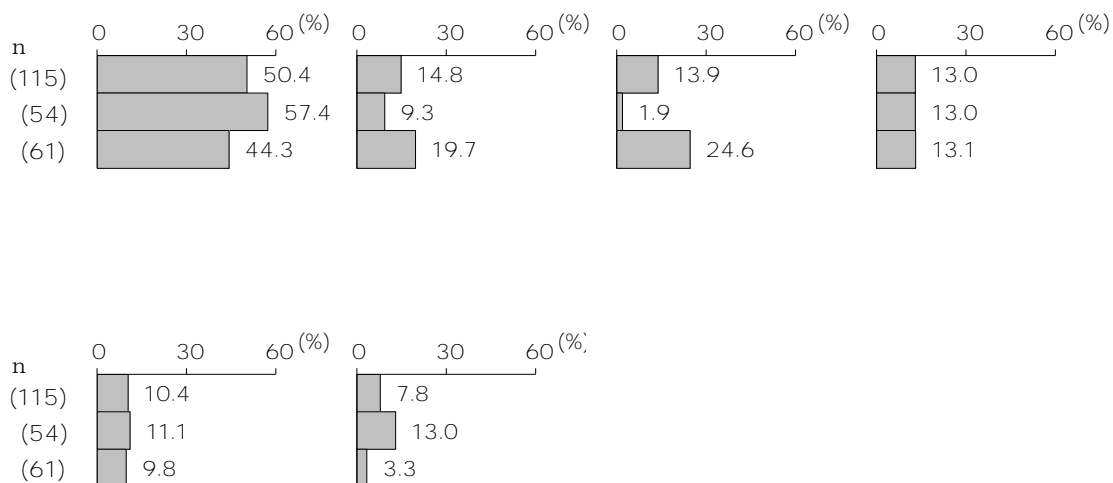 0 30 60 (%) 0 30 60 (%) 0 30 60 (%) 0 30 60 (%)
n
(115) 50.4 14.8 13.9 13.0
(54) 57.4 9.3 1.9 13.0
(61) 44.3 19.7 24.6 13.1
0 30 60 (%) 0 30 60 (%)
n
(115) 10.4 7.8
(54) 11.1 13.0
(61) 9.8 3.3